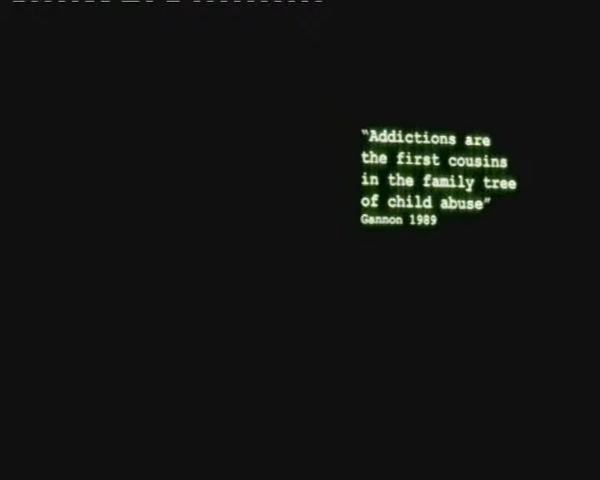 "Addictions are
the first cousins
in the family tree
of child abuse"
Gannon 1989